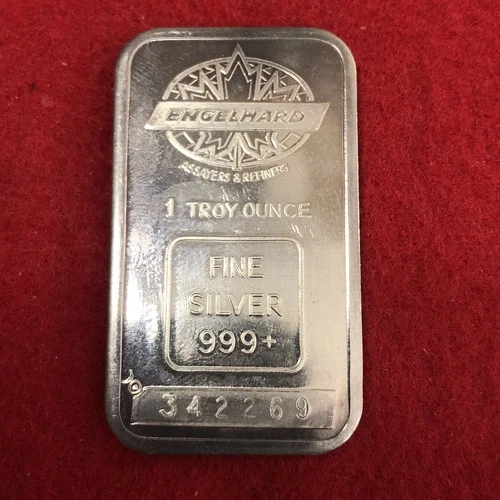 ENGELHARD
ASSAYERS & REFINERS
1 TROY OUNCE
FINE
SILVER
999+
342269